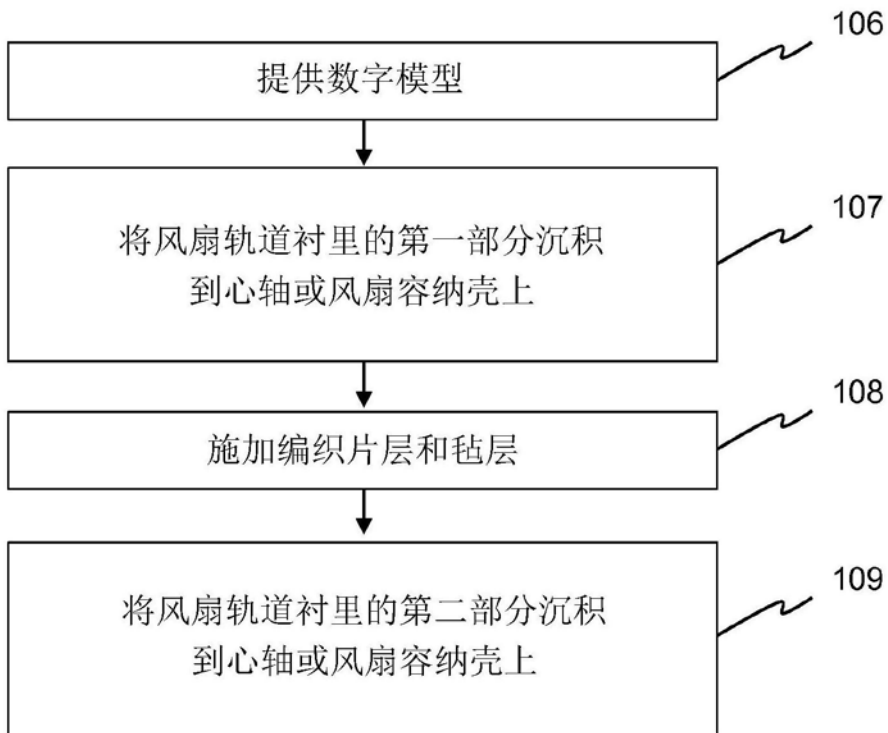 106
提供数字模型
107
将风扇轨道衬里的第一部分沉积
到心轴或风扇容纳壳上
108
施加编织片层和毡层
109
将风扇轨道衬里的第二部分沉积
到心轴或风扇容纳壳上